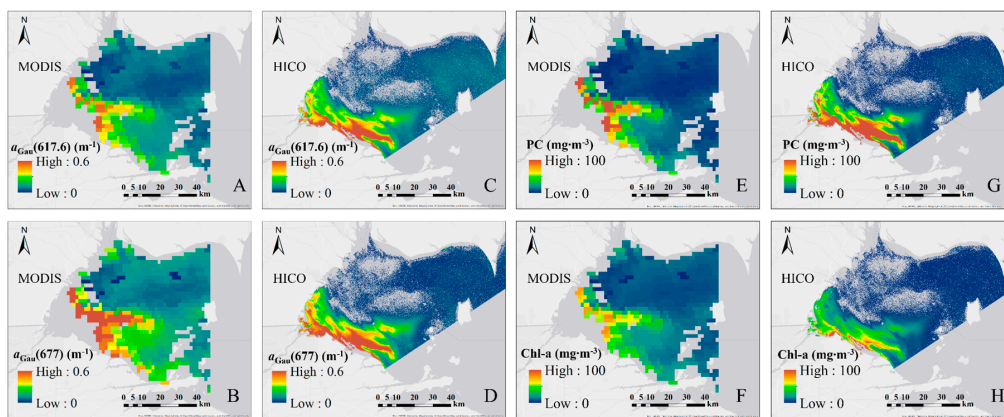 N
MODIS
a_Gau(617.6) (m⁻¹)
High : 0.6
Low : 0
0 5 10 20 30 40
km
A
N
HICO
a_Gau(617.6) (m⁻¹)
High : 0.6
Low : 0
0 5 10 20 30 40
km
C
N
MODIS
PC (mg·m⁻³)
High : 100
Low : 0
0 5 10 20 30 40
km
E
N
HICO
PC (mg·m⁻³)
High : 100
Low : 0
0 5 10 20 30 40
km
G
N
MODIS
a_Gau(677) (m⁻¹)
High : 0.6
Low : 0
0 5 10 20 30 40
km
B
N
HICO
a_Gau(677) (m⁻¹)
High : 0.6
Low : 0
0 5 10 20 30 40
km
D
N
MODIS
Chl-a (mg·m⁻³)
High : 100
Low : 0
0 5 10 20 30 40
km
F
N
HICO
Chl-a (mg·m⁻³)
High : 100
Low : 0
0 5 10 20 30 40
km
H